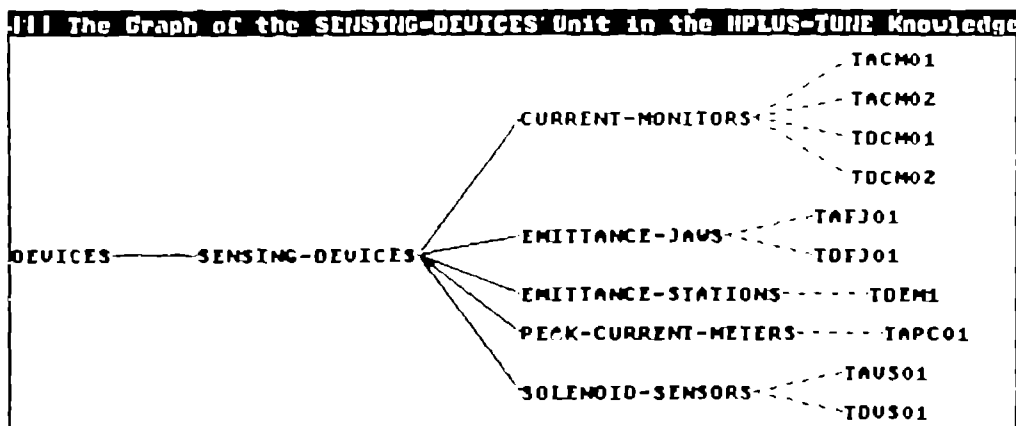 The Graph of the SENSING-DEVICES Unit in the HPLUS-TUNE Knowledge
TACM01
TACM02
CURRENT-MONITORS
TDCM01
TDCM02
TAFJ01
EMITTANCE-JAWS
TDFJ01
DEVICES
SENSING-DEVICES
EMITTANCE-STATIONS
TDEM1
PEAK-CURRENT-METERS
TAPC01
TAVS01
SOLENOID-SENSORS
TDVS01